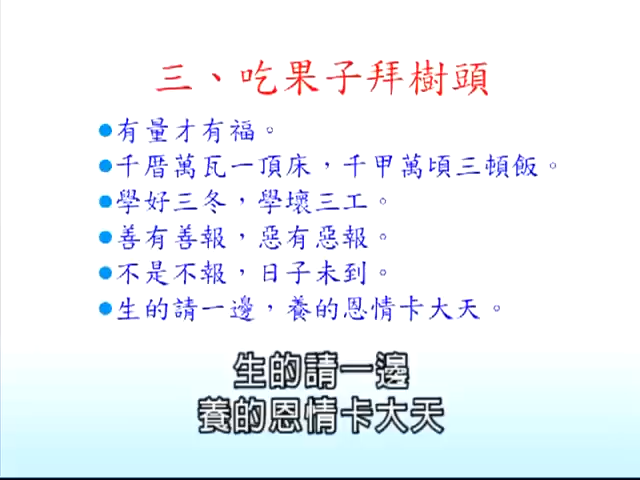 三、吃果子拜樹頭
●有量才有福。
●千厝萬瓦一頂床，千甲萬頃三頓飯。
●學好三冬，學壞三工。
●善有善報，惡有惡報。
●不是不報，日子未到。
●生的請一邊，養的恩情卡大天。
生的請一邊
養的恩情卡大天